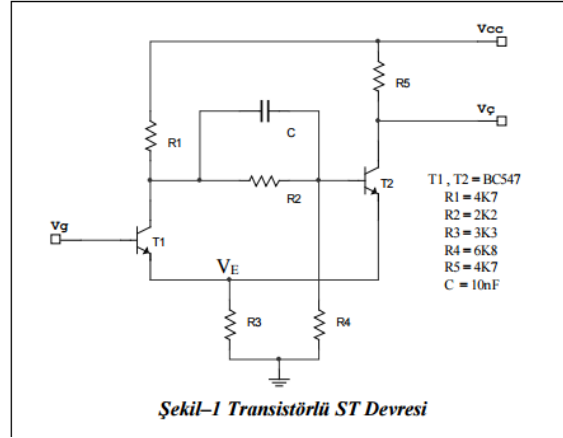 Vcc
R5
Vç
C
R1
R2
T2
Vg
T1
VE
R3
R4
T1 , T2 = BC547
R1 = 4K7
R2 = 2K2
R3 = 3K3
R4 = 6K8
R5 = 4K7
C = 10nF
Şekil–1 Transistörlü ST Devresi